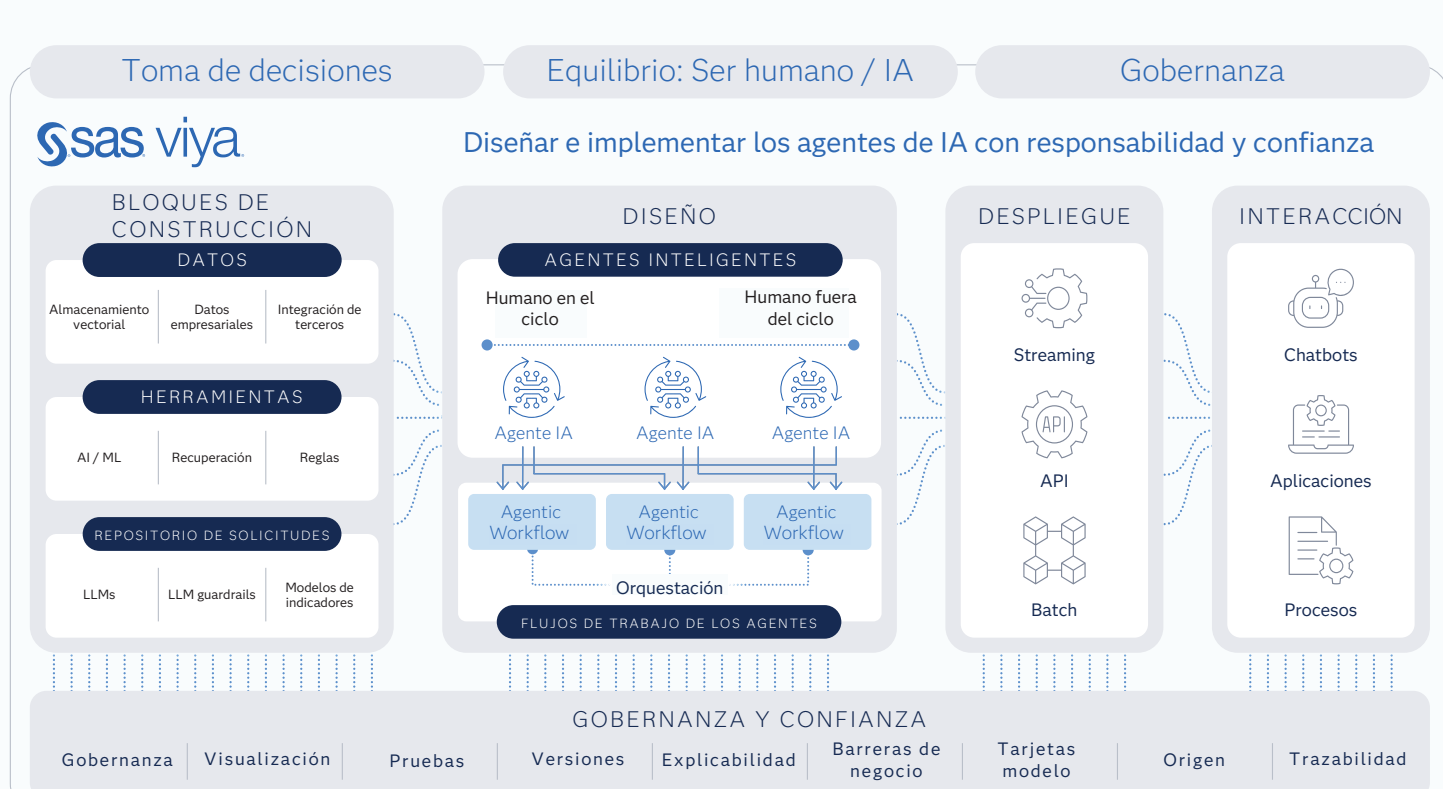 Toma de decisiones
Equilibrio: Ser humano / IA
Gobernanza
sas viya
Diseñar e implementar los agentes de IA con responsabilidad y confianza
BLOQUES DE
CONSTRUCCIÓN
DATOS
Almacenamiento
vectorial
Datos
empresariales
Integración de
terceros
HERRAMIENTAS
AI / ML
Recuperación
Reglas
REPOSITORIO DE SOLICITUDES
LLMs
LLM guardrails
Modelos de
indicadores
DISEÑO
AGENTES INTELIGENTES
Humano en el
ciclo
Humano fuera
del ciclo
Agente IA
Agente IA
Agente IA
Agentic
Workflow
Agentic
Workflow
Agentic
Workflow
Orquestación
FLUJOS DE TRABAJO DE LOS AGENTES
DESPLIEGUE
Streaming
API
API
Batch
INTERACCIÓN
Chatbots
Aplicaciones
Procesos
GOBERNANZA Y CONFIANZA
Gobernanza
Visualización
Pruebas
Versiones
Explicabilidad
Barreras de
negocio
Tarjetas
modelo
Origen
Trazabilidad